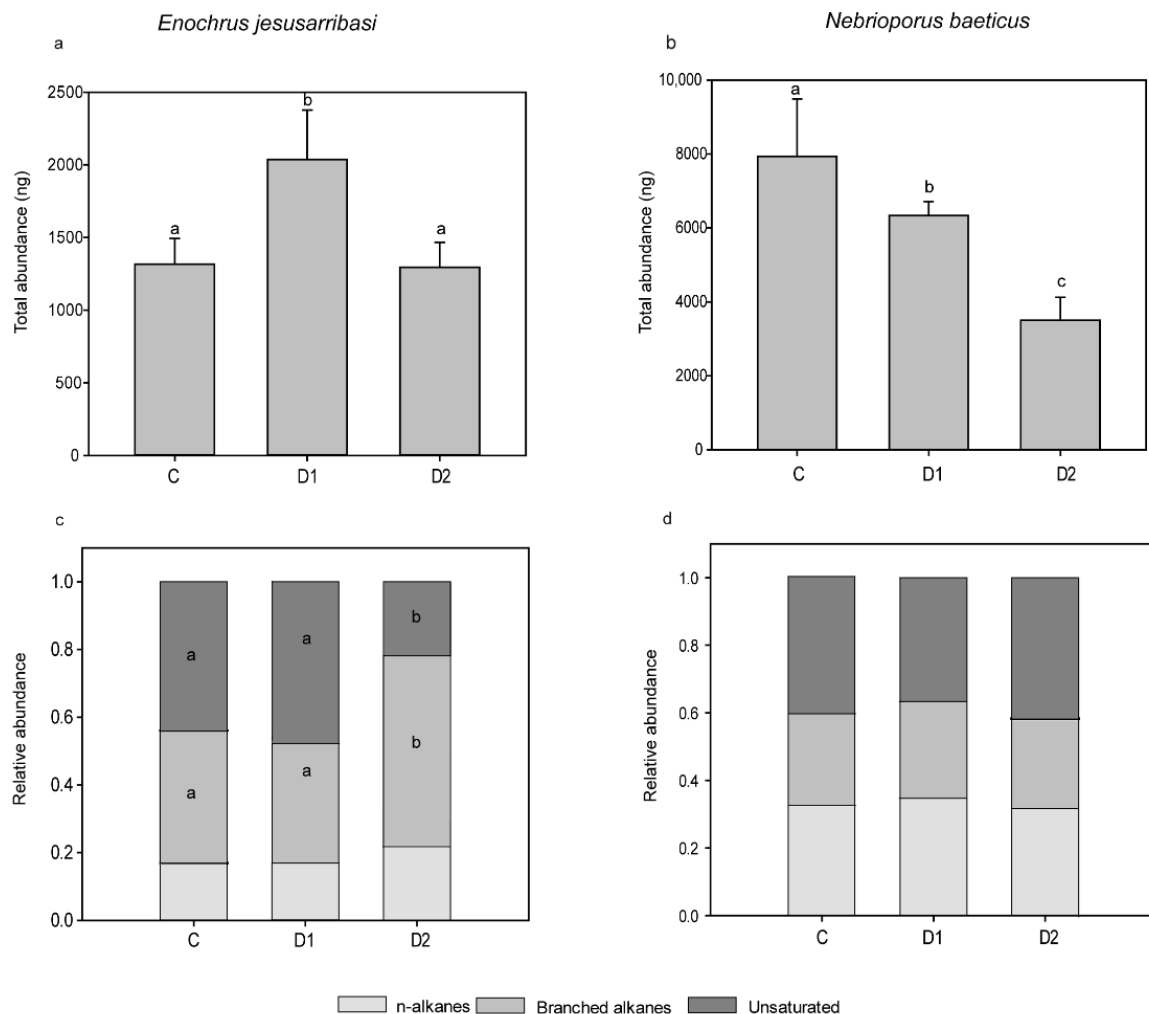 Enochrus jesusarribasi
Nebrioporus baeticus
a
2500
2000
1500
1000
500
0
Total abundance (ng)
a
b
a
C D1 D2
b
10,000
8000
6000
4000
2000
0
Total abundance (ng)
a
b
c
C D1 D2
c
1.0
0.8
0.6
0.4
0.2
0.0
Relative abundance
a a b
a a b
C D1 D2
d
1.0
0.8
0.6
0.4
0.2
0.0
Relative abundance
C D1 D2
n-alkanes Branched alkanes Unsaturated